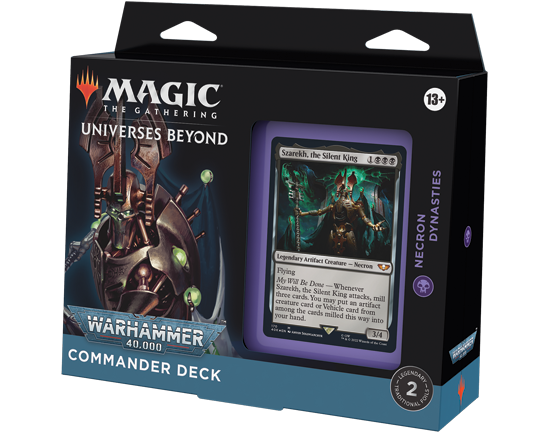 MAGIC
THE GATHERING
UNIVERSES BEYOND
13+
Szarekh, the Silent King
1
Legendary Artifact Creature — Necron
Flying
My Will Be Done — Whenever
Szarekh, the Silent King attacks, mill
three cards. You may put an artifact
creature card or Vehicle card from
among the cards milled this way into
your hand.
3/4
NECRON
DYNASTIES
WARHAMMER
40,000
COMMANDER DECK
LEGENDARY
2
TRADITIONAL FOILS